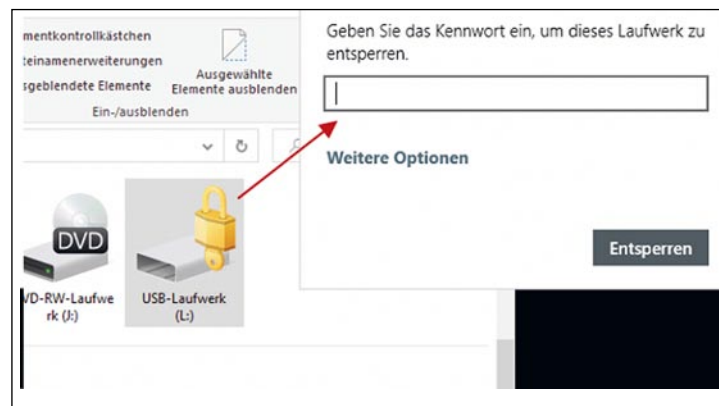 mentkontrollkästchen
teinamenerweiterungen
sgeblendete Elemente
Ausgewählte
Elemente ausblenden
Ein-/ausblenden
Geben Sie das Kennwort ein, um dieses Laufwerk zu
entsperren.
Weitere Optionen
Entsperren
DVD
VD-RW-Laufwe
rk (J:)
USB-Laufwerk
(L:)